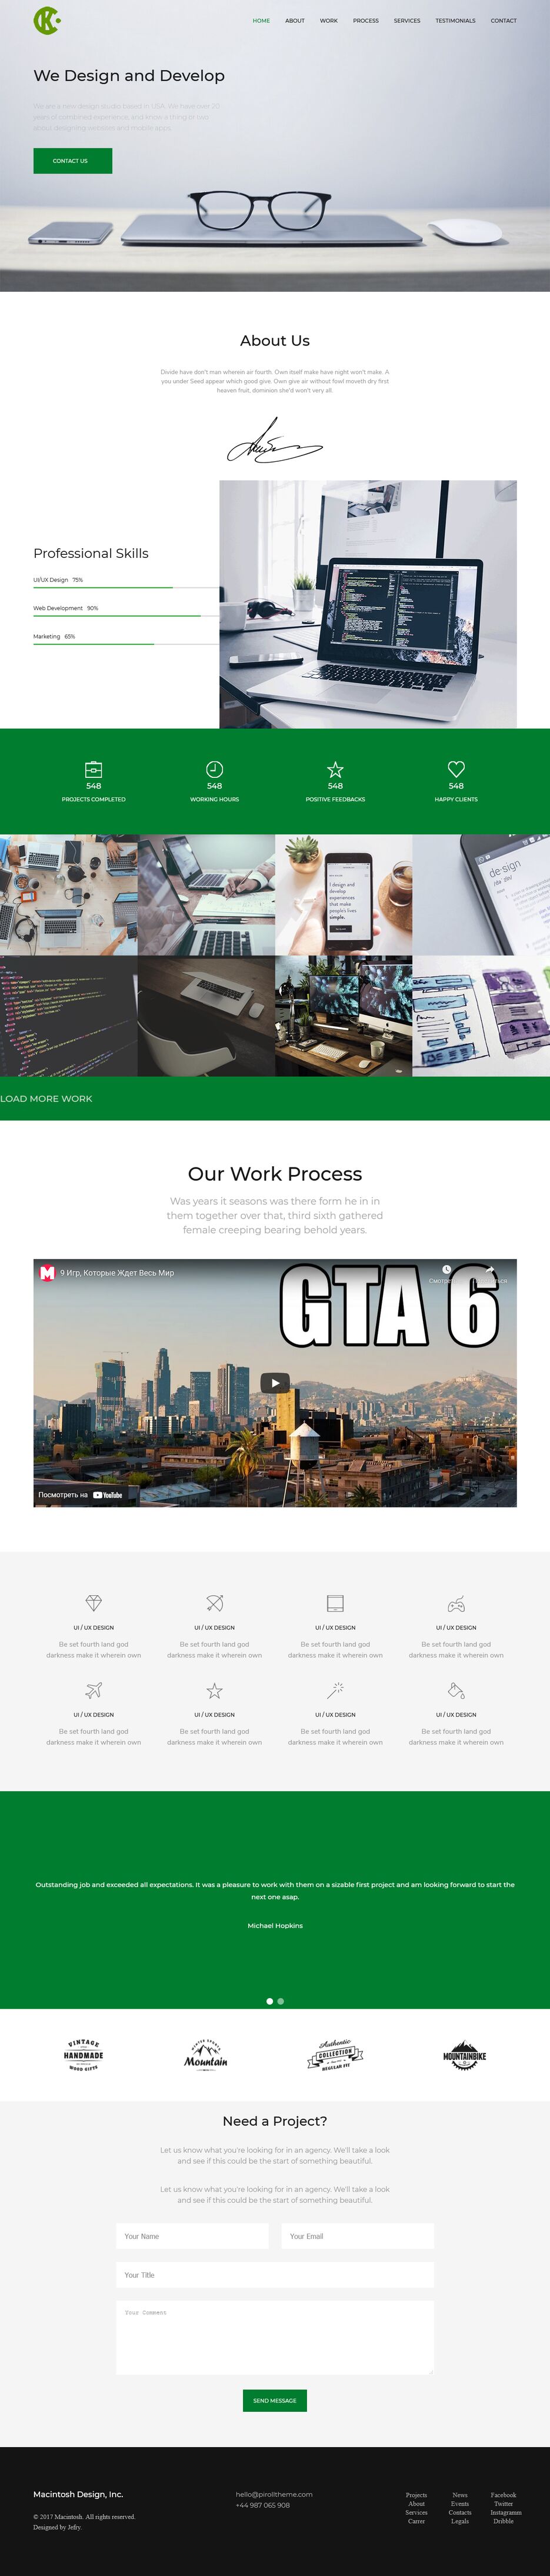 HOME ABOUT WORK PROCESS SERVICES TESTIMONIALS CONTACT
We Design and Develop
We are a new design studio based in USA. We have over 20
years of combined experience, and know a thing or two
about designing websites and mobile apps.
CONTACT US
About Us
Divide have don't man wherein air fourth. Own itself make have night won't make. A
you under Seed appear which good give. Own give air without fowl moveth dry first
heaven fruit, dominion she'd won't very all.
Professional Skills
UI/UX Design 75%
Web Development 90%
Marketing 65%
548 548 548 548
PROJECTS COMPLETED WORKING HOURS POSITIVE FEEDBACKS HAPPY CLIENTS
I design and
develop
experiences
that make
people's lives
simple.
de·sign
LOAD MORE WORK
Our Work Process
Was years it seasons was there form he in in
them together over that, third sixth gathered
female creeping bearing behold years.
9 Игр, Которые Ждет Весь Мир
GTA 6
Посмотреть на YouTube
UI / UX DESIGN UI / UX DESIGN UI / UX DESIGN UI / UX DESIGN
Be set fourth land god Be set fourth land god Be set fourth land god Be set fourth land god
darkness make it wherein own darkness make it wherein own darkness make it wherein own darkness make it wherein own
UI / UX DESIGN UI / UX DESIGN UI / UX DESIGN UI / UX DESIGN
Be set fourth land god Be set fourth land god Be set fourth land god Be set fourth land god
darkness make it wherein own darkness make it wherein own darkness make it wherein own darkness make it wherein own
Outstanding job and exceeded all expectations. It was a pleasure to work with them on a sizable first project and am looking forward to start the
next one asap.
Michael Hopkins
VINTAGE
HANDMADE
WOOD GIFTS
WINTER SPORTS
Mountain
Authentic
COLLECTION
REGULAR FIT
MOUNTAINBIKE
Need a Project?
Let us know what you're looking for in an agency. We'll take a look
and see if this could be the start of something beautiful.
Let us know what you're looking for in an agency. We'll take a look
and see if this could be the start of something beautiful.
Your Name Your Email
Your Title
Your Comment
SEND MESSAGE
Macintosh Design, Inc.
© 2017 Macintosh. All rights reserved.
Designed by Jefry.
hello@pirolltheme.com
+44 987 065 908
Projects News Facebook
About Events Twitter
Services Contacts Instagramm
Carrer Legals Dribble